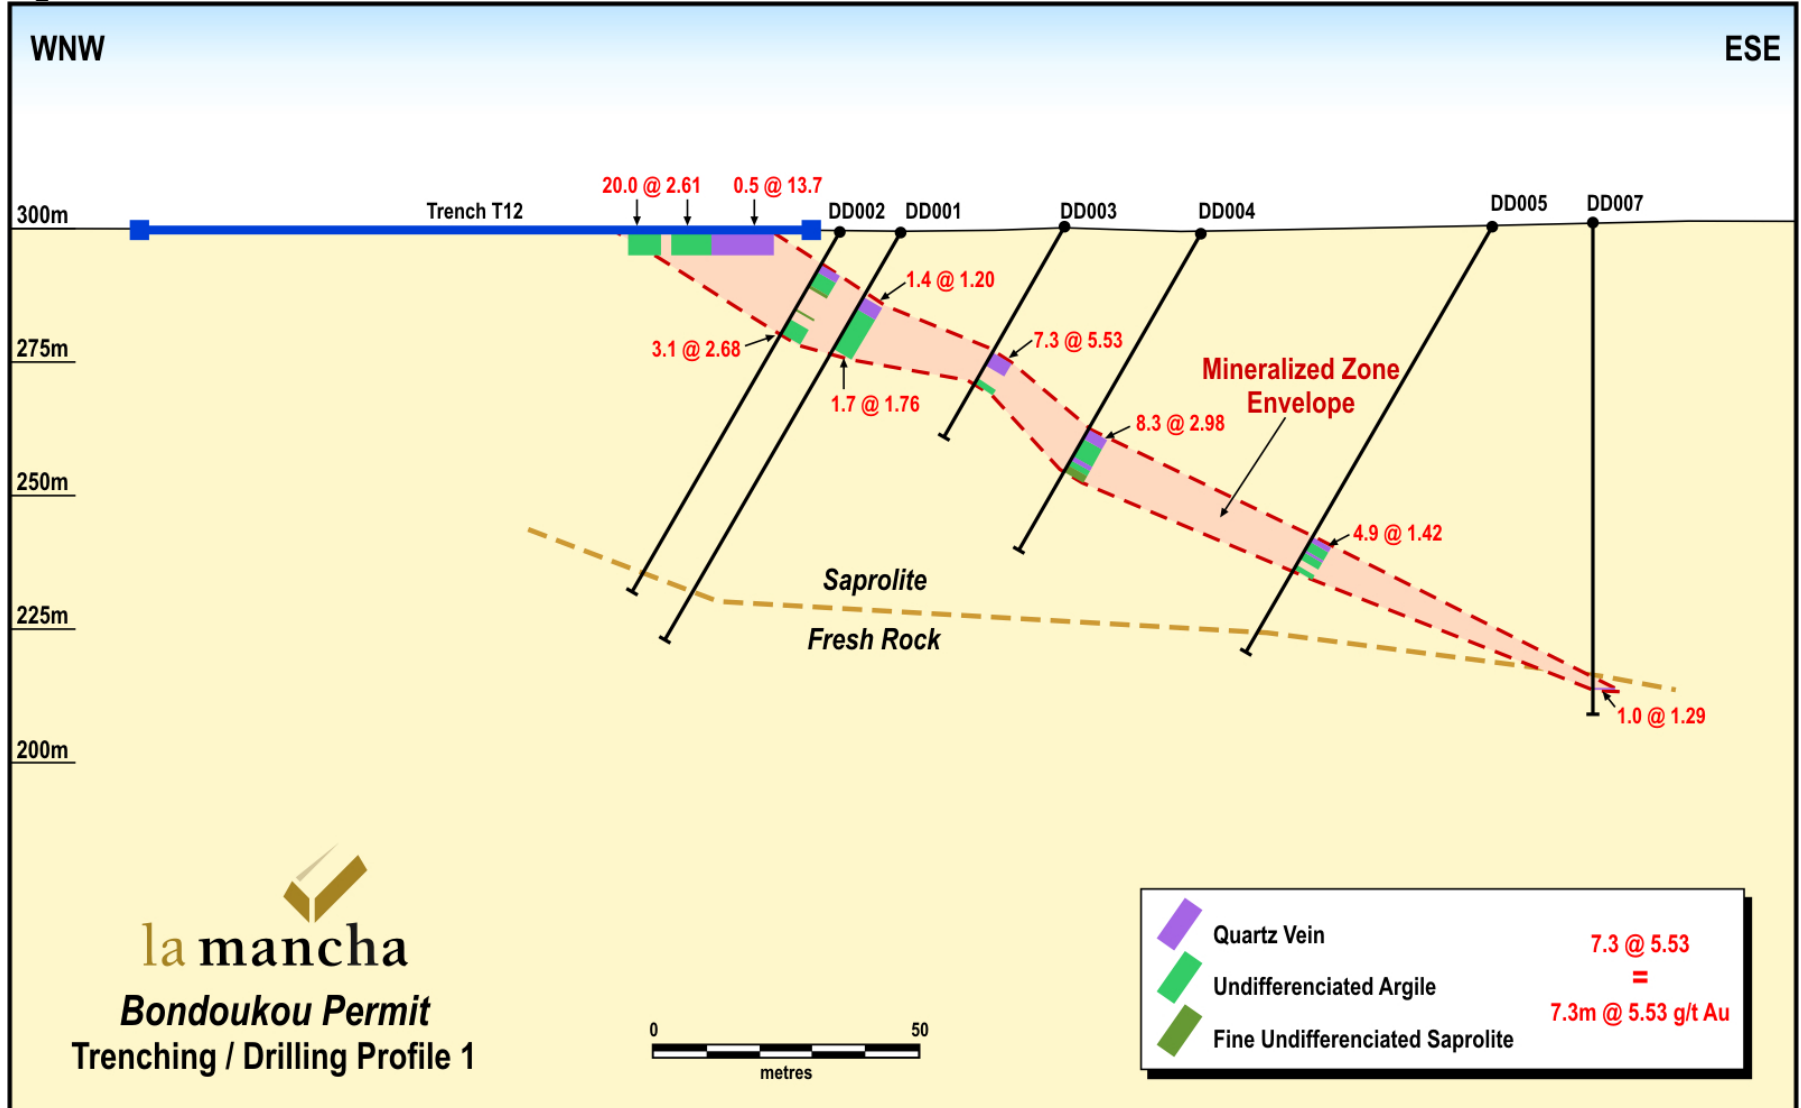 WNW
ESE
20.0 @ 2.61
0.5 @ 13.7
300m
Trench T12
DD002
DD001
DD003
DD004
DD005
DD007
1.4 @ 1.20
275m
3.1 @ 2.68
7.3 @ 5.53
1.7 @ 1.76
Mineralized Zone
Envelope
8.3 @ 2.98
250m
4.9 @ 1.42
Saprolite
225m
Fresh Rock
1.0 @ 1.29
200m
la mancha
Bondoukou Permit
Trenching / Drilling Profile 1
0
50
metres
Quartz Vein
Undifferenciated Argile
Fine Undifferenciated Saprolite
7.3 @ 5.53
=
7.3m @ 5.53 g/t Au